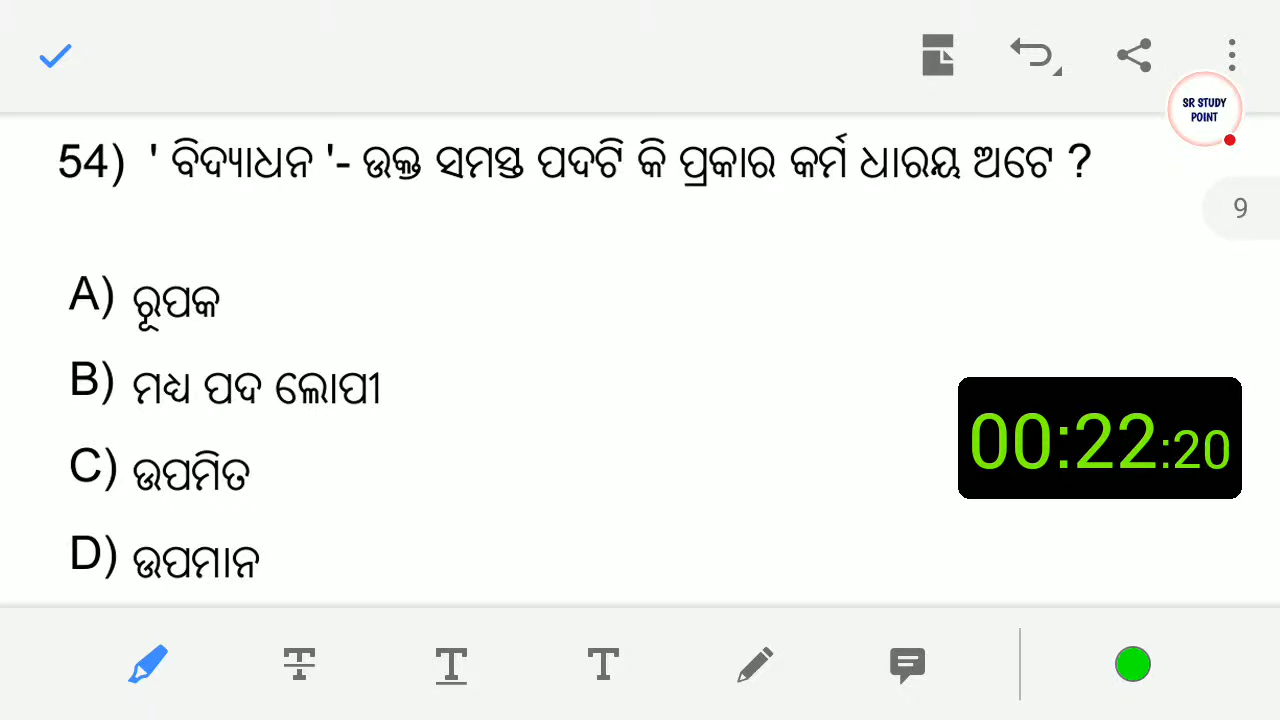 SR STUDY
POINT
54) ' ବିଦ୍ୟାଧନ '- ଉକ୍ତ ସମସ୍ତ ପଦଟି କି ପ୍ରକାର କର୍ମ ଧାରୟ ଅଟେ ?
9
A) ରୂପକ
B) ମଧ୍ୟ ପଦ ଲୋପୀ
C) ଉପମିତ
D) ଉପମାନ
00:22:20